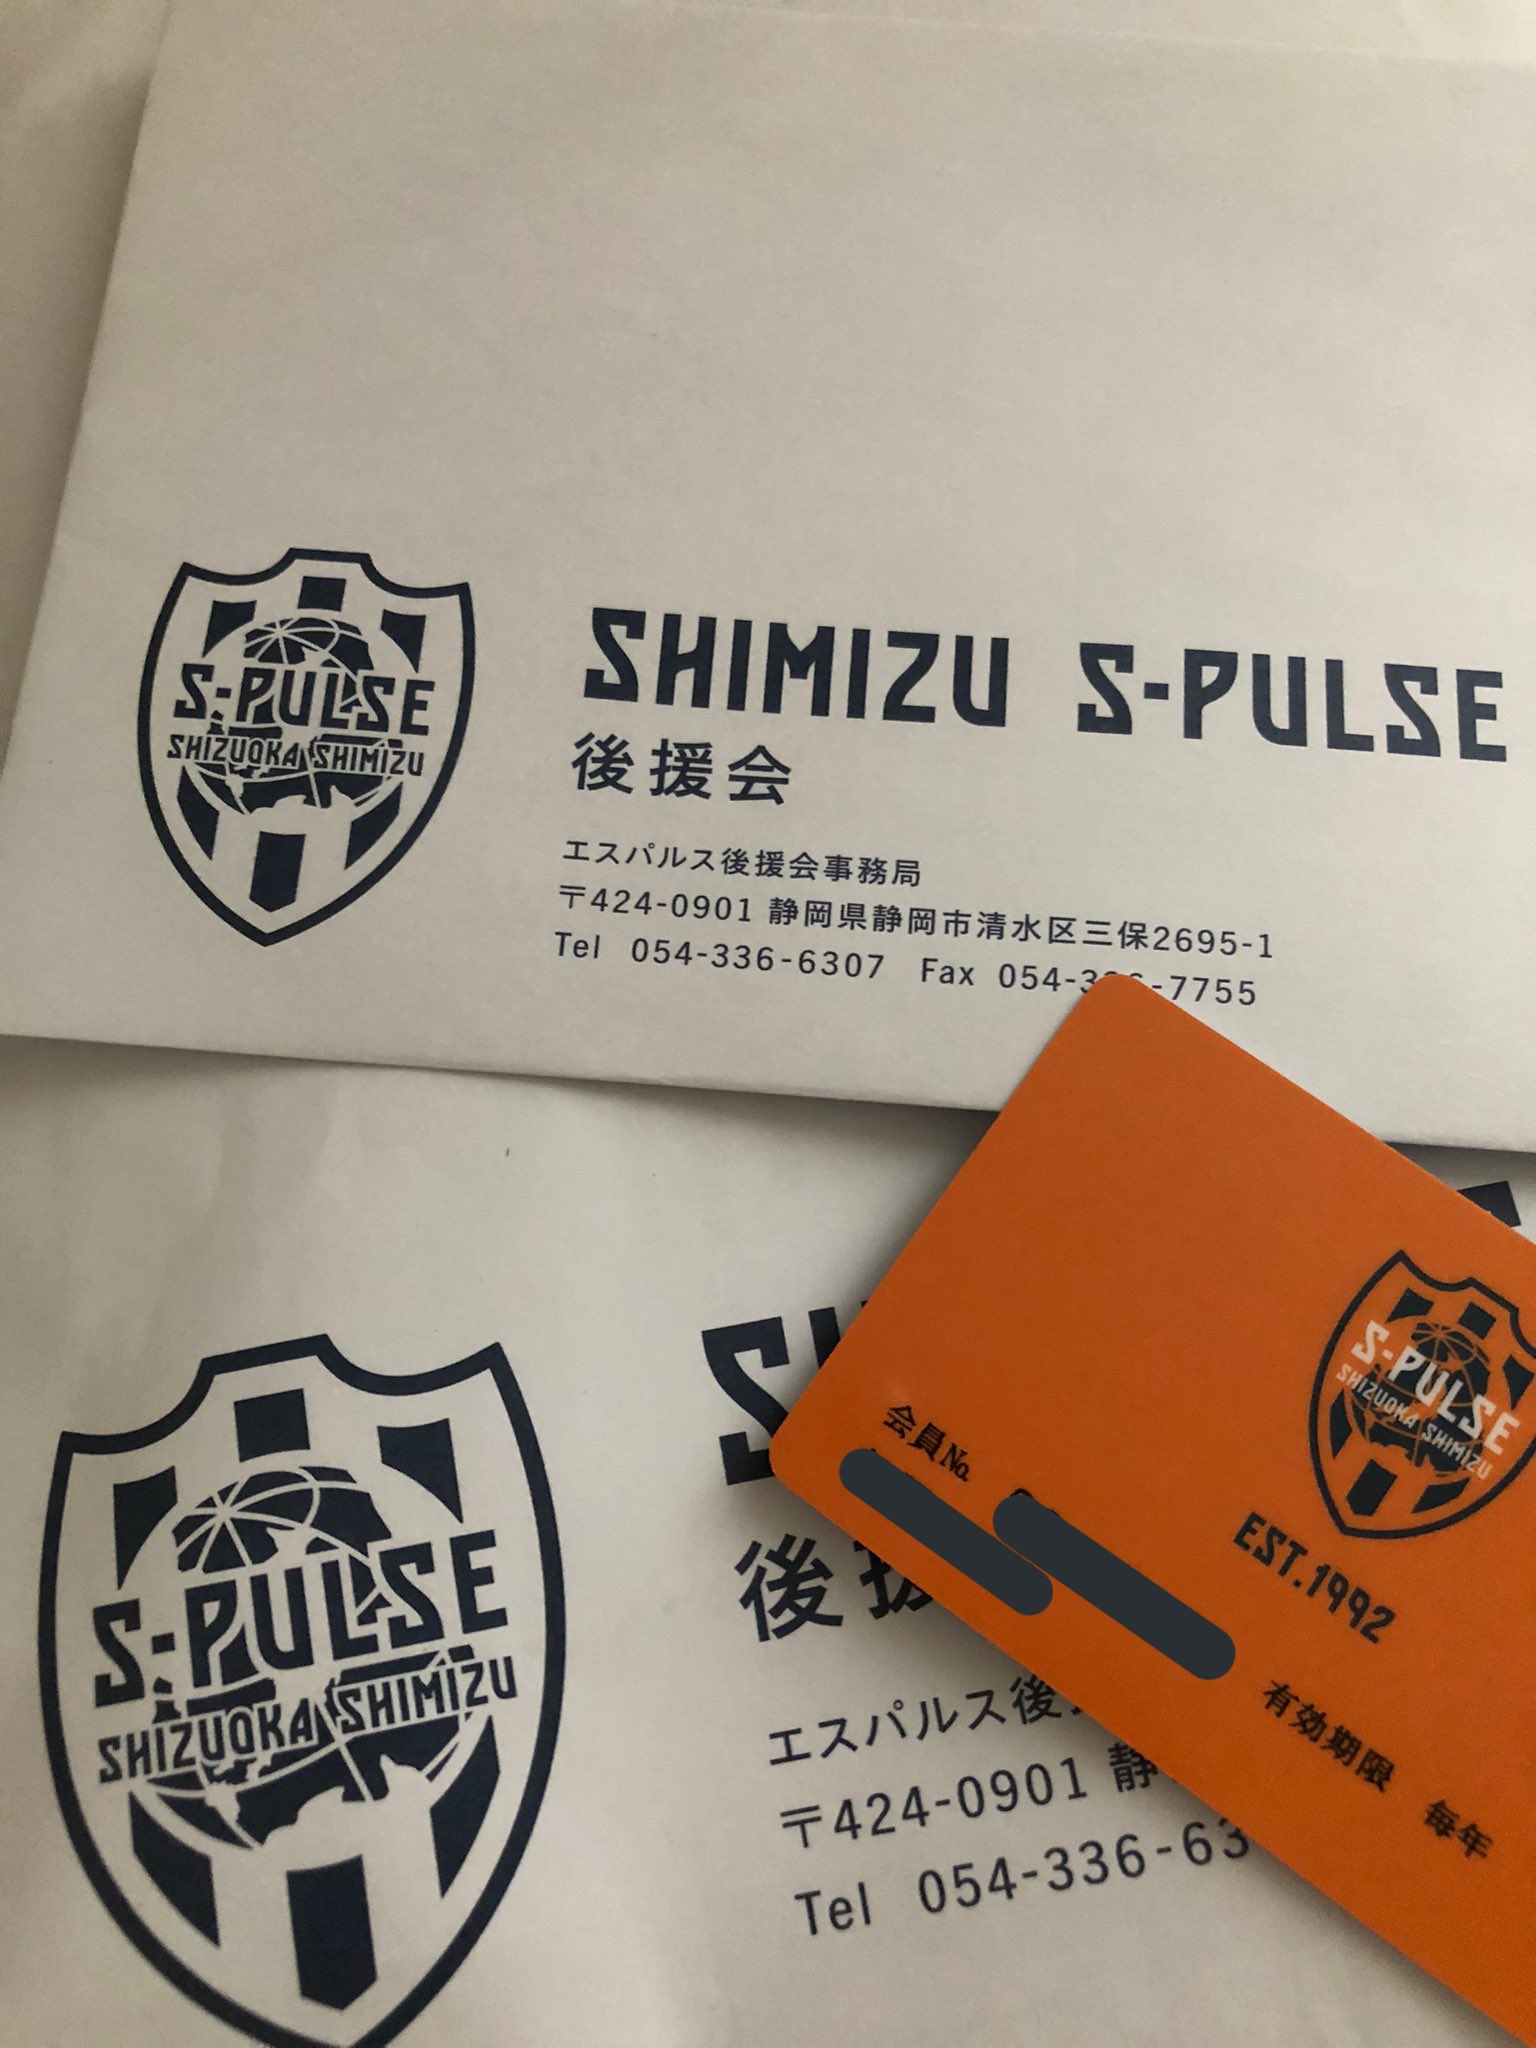 S-PULSE
SHIZUOKA SHIMIZU
SHIMIZU S-PULSE
後援会
エスパルス後援会事務局
〒424-0901 静岡県静岡市清水区三保2695-1
Tel 054-336-6307 Fax 054-3 -7755
S-PULSE
SHIZUOKA SHIMIZU
後援
エスパルス後
〒424-0901 静
Tel 054-336-63
S-PULSE
SHIZUOKA SHIMIZU
EST.1992
会員No.
有効期限 毎年